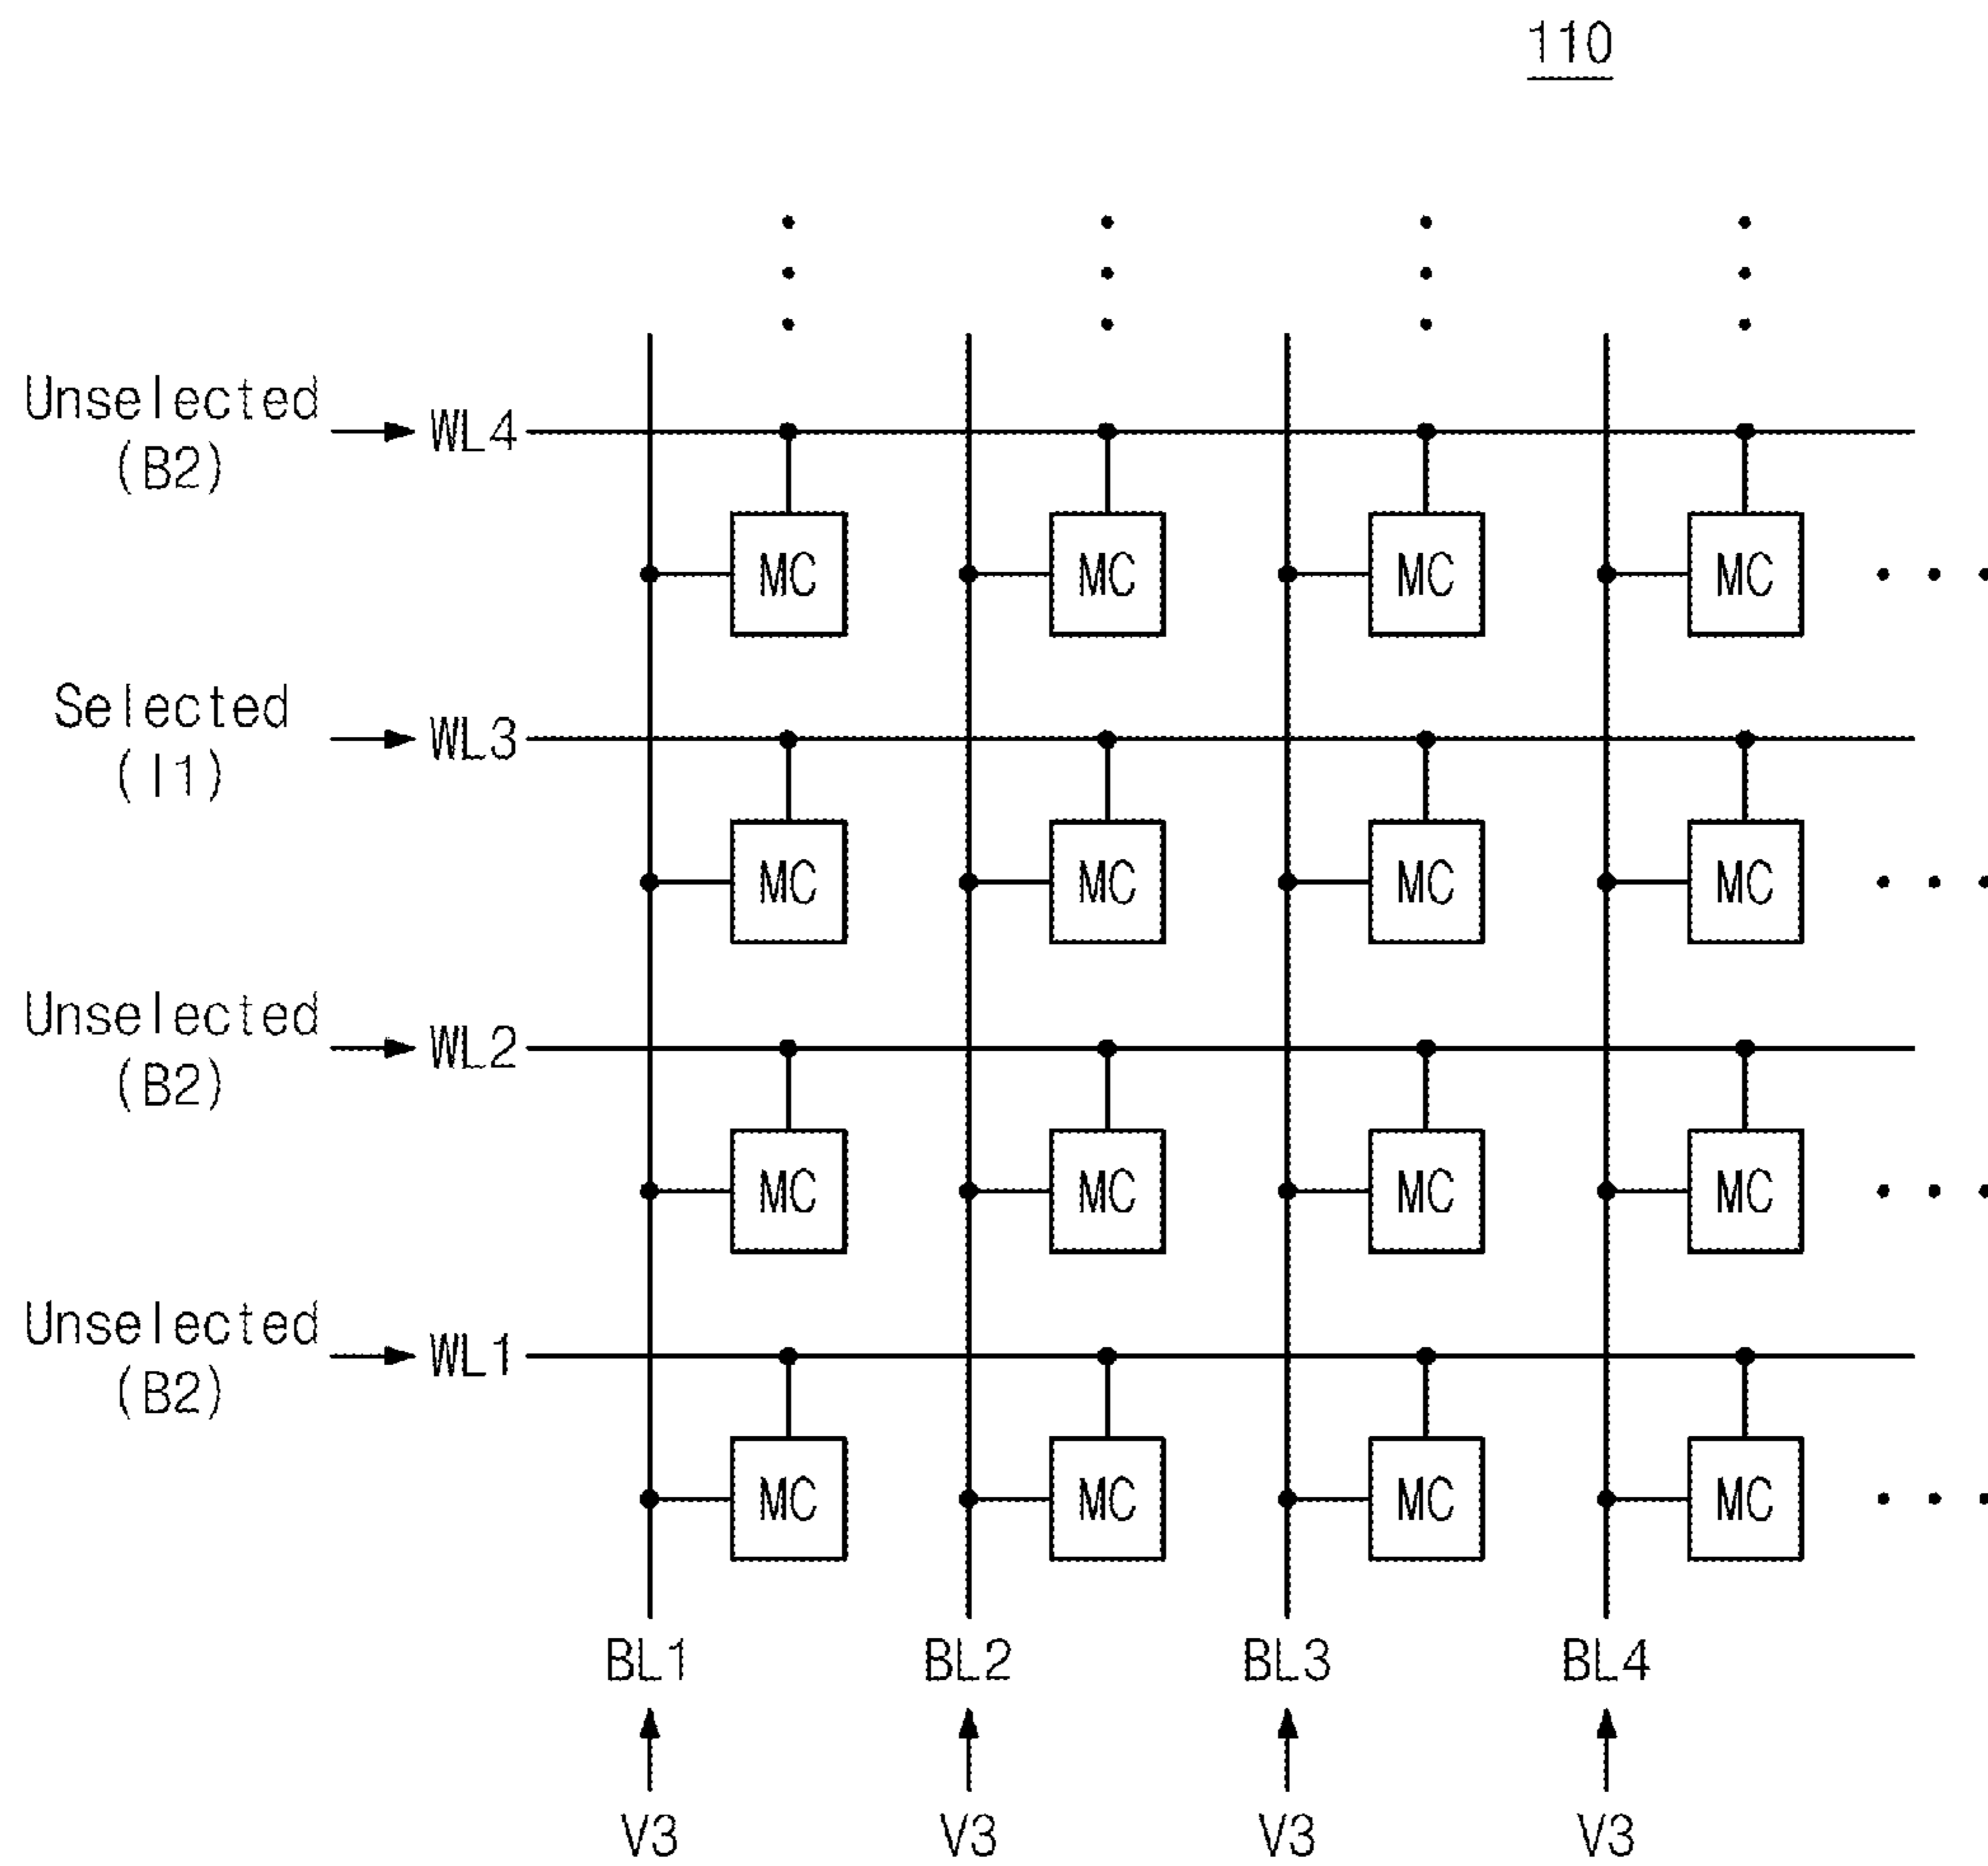 110
Unselected
(B2)
WL4
MC MC MC MC
Selected
(I1)
WL3
MC MC MC MC
Unselected
(B2)
WL2
MC MC MC MC
Unselected
(B2)
WL1
MC MC MC MC
BL1 BL2 BL3 BL4
V3 V3 V3 V3